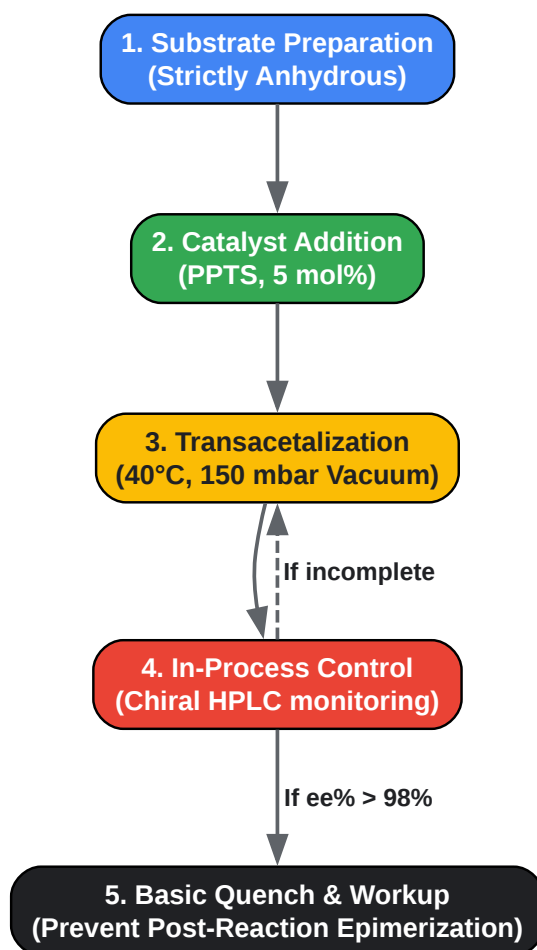 1. Substrate Preparation
(Strictly Anhydrous)
2. Catalyst Addition
(PPTS, 5 mol%)
3. Transacetalization
(40°C, 150 mbar Vacuum)
If incomplete
4. In-Process Control
(Chiral HPLC monitoring)
If ee% > 98%
5. Basic Quench & Workup
(Prevent Post-Reaction Epimerization)